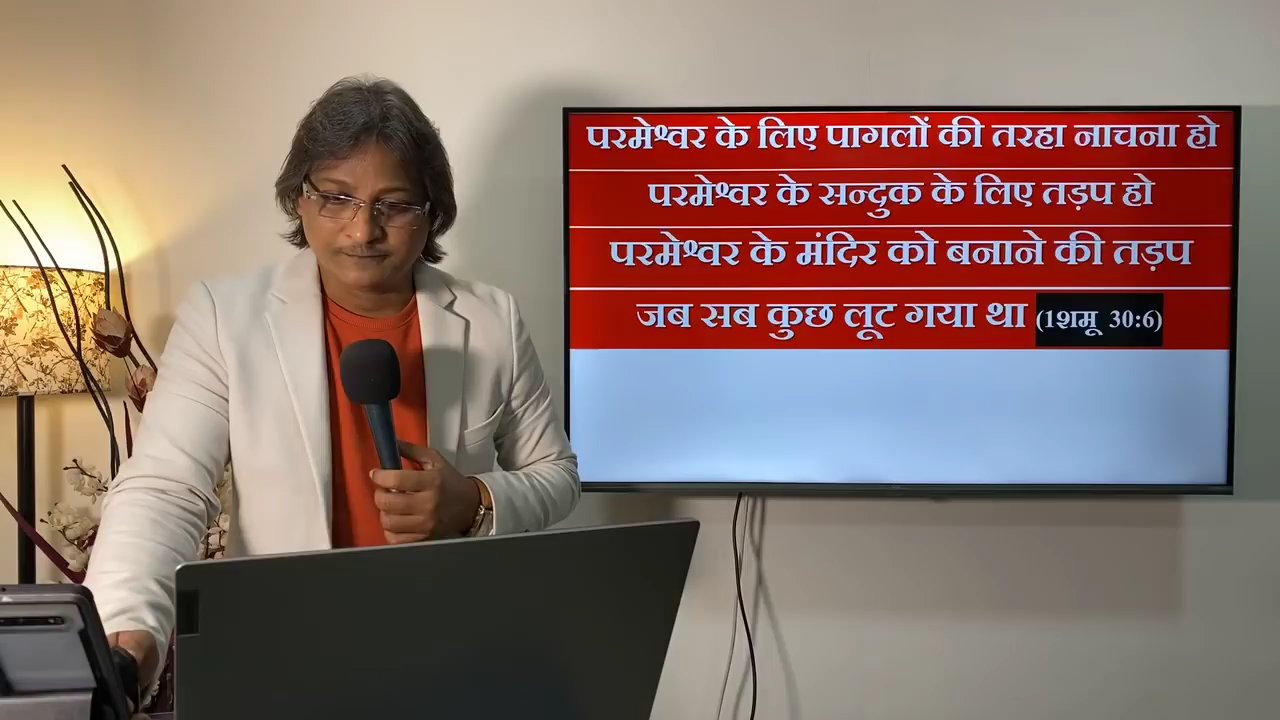 परमेश्वर के लिए पागलों की तरहा नाचना हो
परमेश्वर के सन्दुक के लिए तड़प हो
परमेश्वर के मंदिर को बनाने की तड़प
जब सब कुछ लूट गया था (1शमू 30:6)